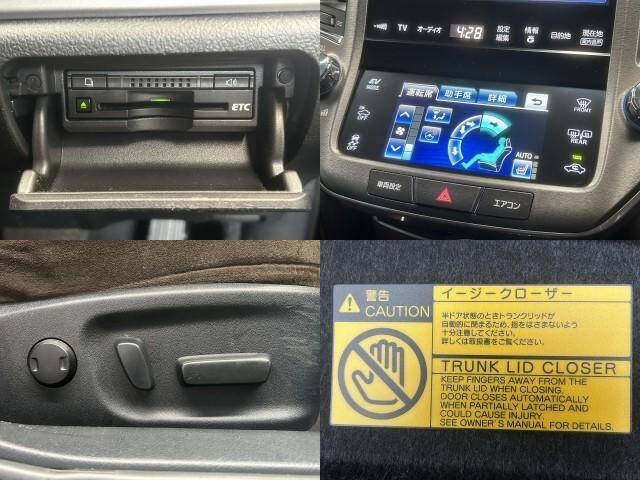 ETC
TV オーディオ 4:28 設定編集 情報 目的地 現在地
EV MODE
運転席 助手席 詳細
FRONT
REAR
AUTO
車両設定 エアコン
警告
CAUTION
イージークローザー
半ドア状態のときトランクリッドが
自動的に閉まるため、指をはさまないよう
十分注意してください。
詳しくは取扱書をご覧ください。
TRUNK LID CLOSER
KEEP FINGERS AWAY FROM THE
TRUNK LID WHEN CLOSING.
DOOR CLOSES AUTOMATICALLY
WHEN PARTIALLY LATCHED AND
COULD CAUSE INJURY.
SEE OWNER'S MANUAL FOR DETAILS.